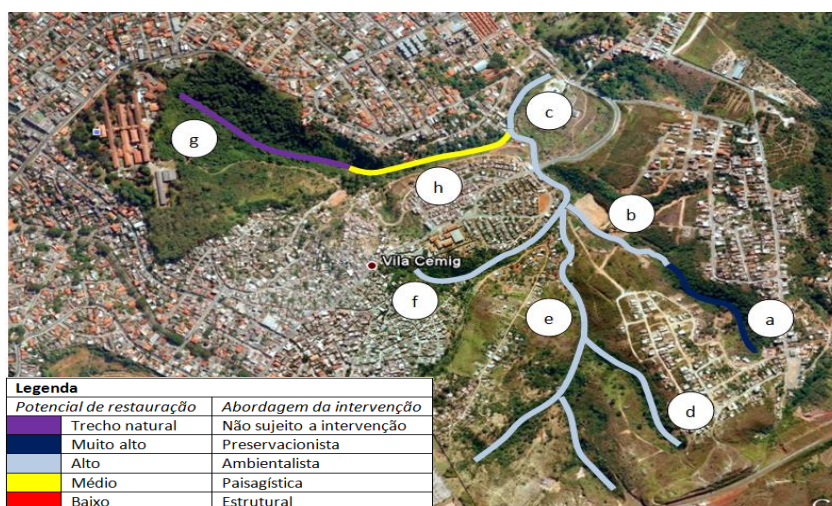 c
g
h
b
Vila Cemig
f
e
a
d
Legenda
Potencial de restauração Abordagem da intervenção
Trecho natural Não sujeito a intervenção
Muito alto Preservacionista
Alto Ambientalista
Médio Paisagística
Baixo Estrutural